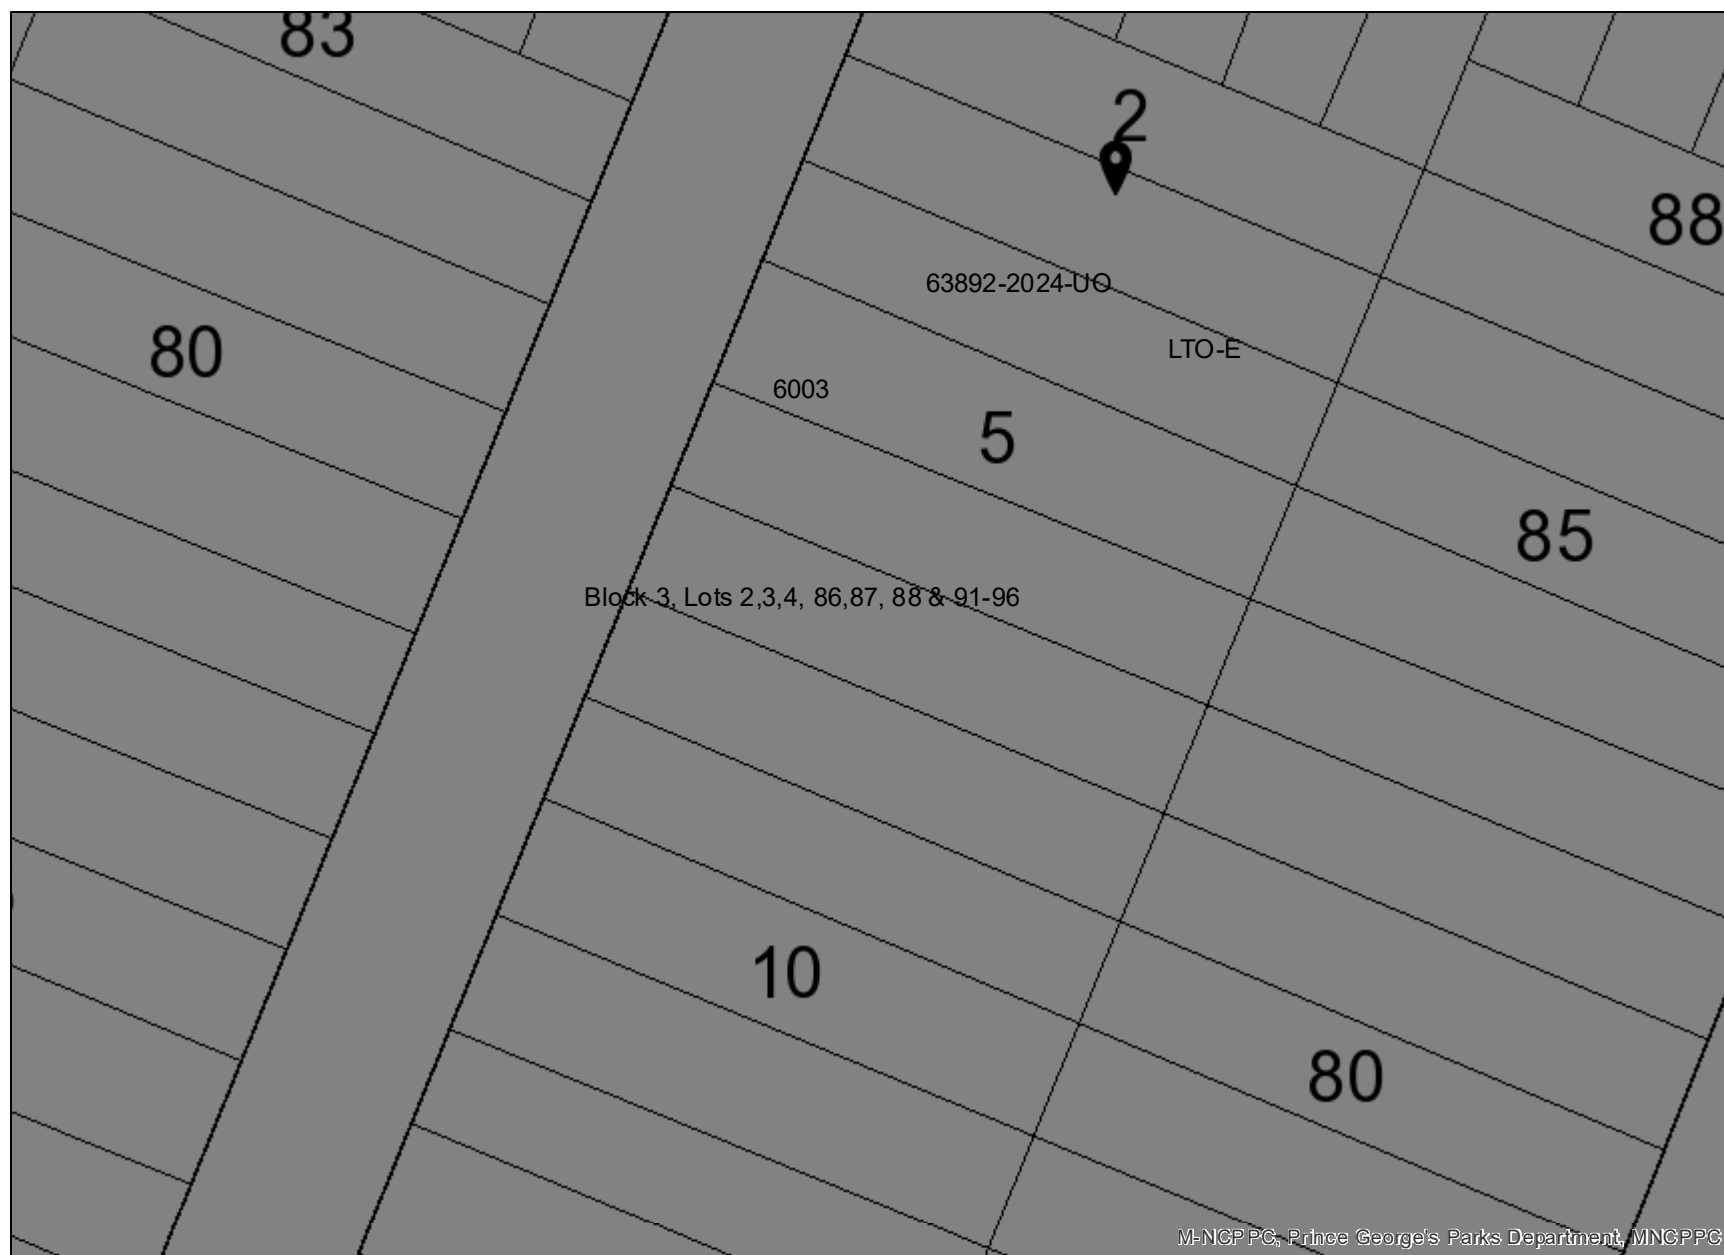 83
2
88
63892-2024-UO
LTO-E
80
6003
5
85
Block 3, Lots 2,3,4, 86,87, 88 & 91-96
10
80
M-NCPPC, Prince George's Parks Department, MNCPPC